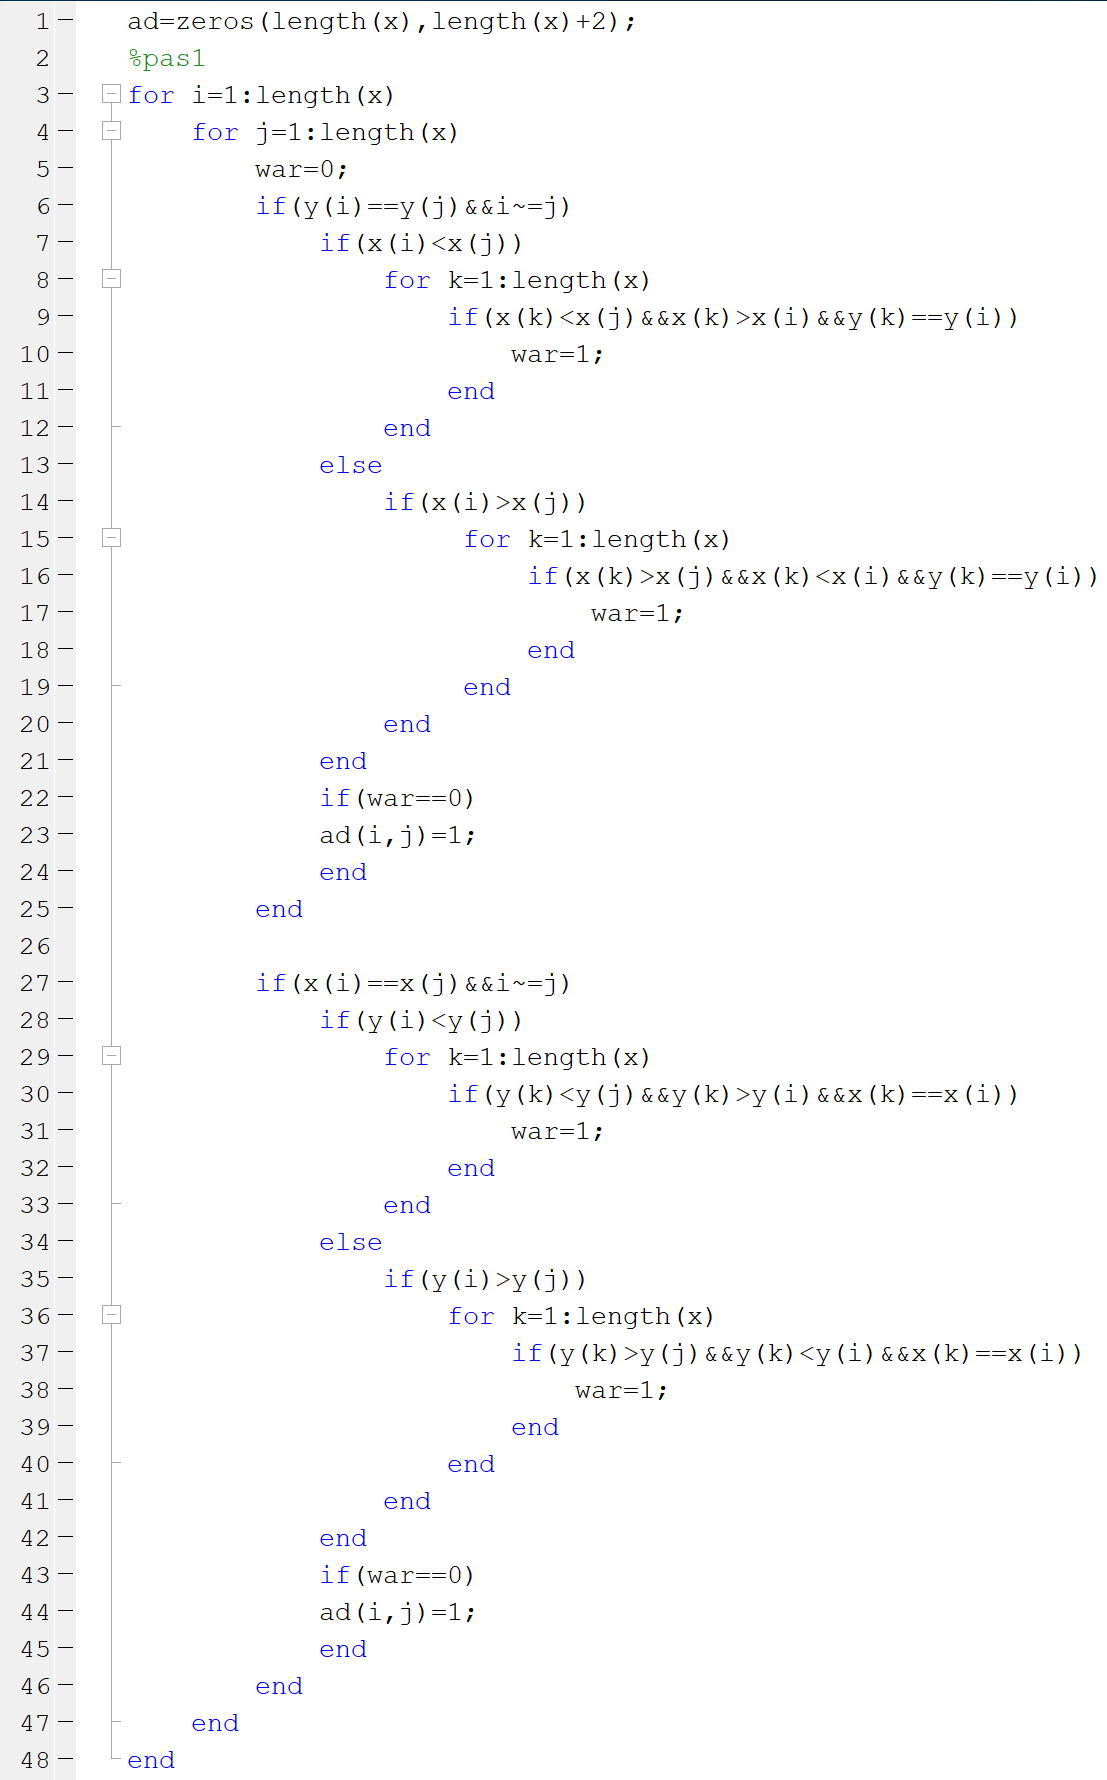 1 ad=zeros(length(x),length(x)+2);
2 %pas1
3 for i=1:length(x)
4     for j=1:length(x)
5         war=0;
6         if(y(i)==y(j)&&i~=j)
7             if(x(i)<x(j))
8                 for k=1:length(x)
9                     if(x(k)<x(j)&&x(k)>x(i)&&y(k)==y(i))
10                         war=1;
11                     end
12                 end
13             else
14                 if(x(i)>x(j))
15                      for k=1:length(x)
16                          if(x(k)>x(j)&&x(k)<x(i)&&y(k)==y(i))
17                              war=1;
18                          end
19                      end
20                 end
21             end
22             if(war==0)
23             ad(i,j)=1;
24             end
25         end
26
27         if(x(i)==x(j)&&i~=j)
28             if(y(i)<y(j))
29                 for k=1:length(x)
30                     if(y(k)<y(j)&&y(k)>y(i)&&x(k)==x(i))
31                         war=1;
32                     end
33                 end
34             else
35                 if(y(i)>y(j))
36                     for k=1:length(x)
37                         if(y(k)>y(j)&&y(k)<y(i)&&x(k)==x(i))
38                             war=1;
39                         end
40                     end
41                 end
42             end
43             if(war==0)
44             ad(i,j)=1;
45             end
46         end
47     end
48 end